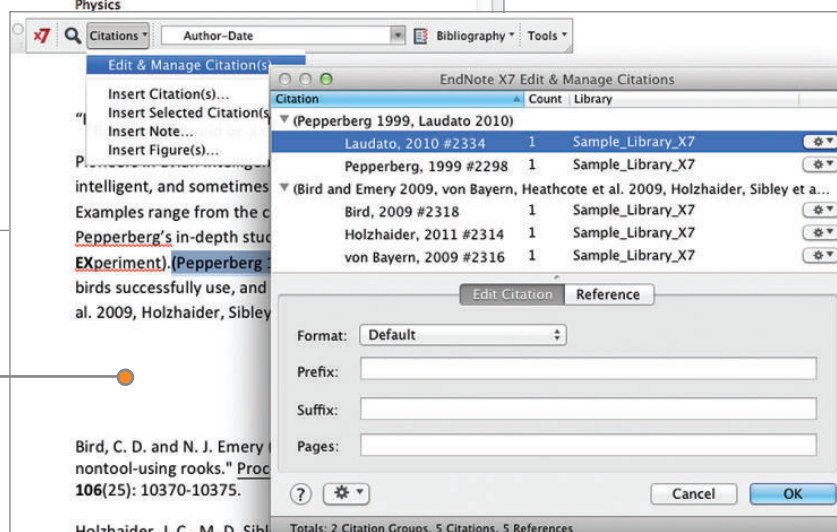 Physics
x7 Citations Author-Date Bibliography Tools
Edit & Manage Citation(s)
Insert Citation(s)...
Insert Selected Citation(s
Insert Note...
Insert Figure(s)...
intelligent, and sometimes
Examples range from the c
Pepperberg's in-depth stud
EXperiment).(Pepperberg 1
birds successfully use, and
al. 2009, Holzhaider, Sibley
Bird, C. D. and N. J. Emery (
nontool-using rooks." Proc
106(25): 10370-10375.
Holzhaider, J. C., M. D. Sibl
EndNote X7 Edit & Manage Citations
Citation Count Library
(Pepperberg 1999, Laudato 2010)
Laudato, 2010 #2334 1 Sample_Library_X7
Pepperberg, 1999 #2298 1 Sample_Library_X7
(Bird and Emery 2009, von Bayern, Heathcote et al. 2009, Holzhaider, Sibley et a...
Bird, 2009 #2318 1 Sample_Library_X7
Holzhaider, 2011 #2314 1 Sample_Library_X7
von Bayern, 2009 #2316 1 Sample_Library_X7
Edit Citation Reference
Format: Default
Prefix:
Suffix:
Pages:
? Cancel OK
Totals: 2 Citation Groups, 5 Citations, 5 References